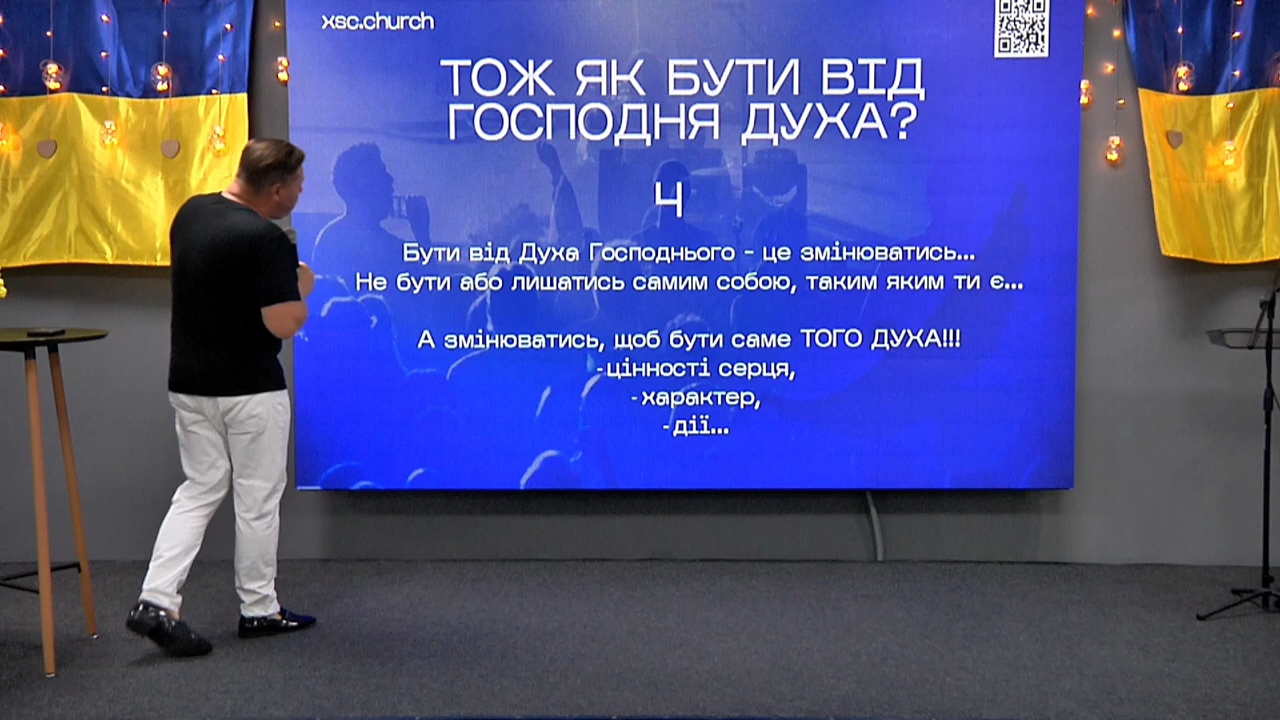 xsc.church
ТОЖ ЯК БУТИ ВІД
ГОСПОДНЯ ДУХА?
4
Бути від Духа Господнього - це змінюватись...
Не бути або лишатись самим собою, таким яким ти є...
А змінюватись, щоб бути саме ТОГО ДУХА!!!
-цінності серця,
-характер,
-дії...